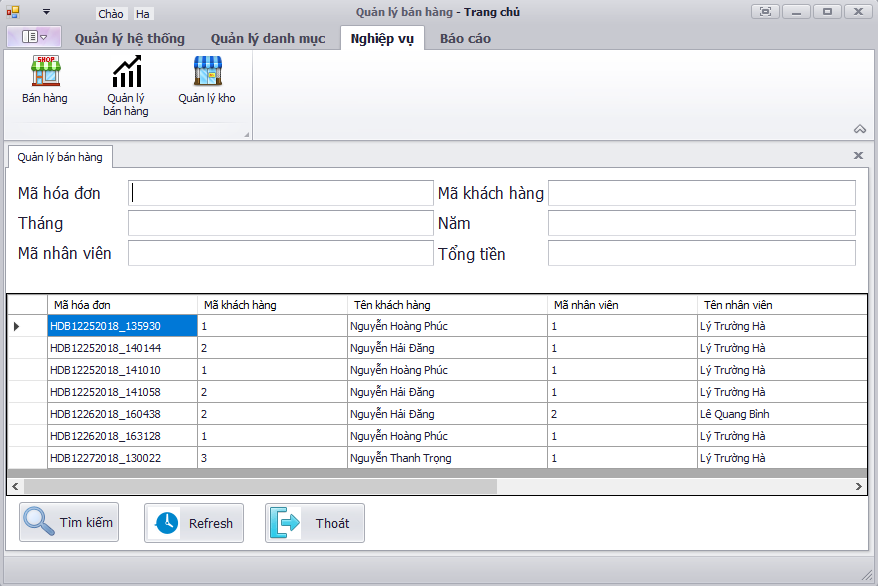 Chào Ha
Quản lý bán hàng - Trang chủ
Quản lý hệ thống Quản lý danh mục Nghiệp vụ Báo cáo
SHOP
Bán hàng
Quản lý
bán hàng
Quản lý kho
Quản lý bán hàng
Mã hóa đơn Mã khách hàng
Tháng Năm
Mã nhân viên Tổng tiền
Mã hóa đơn Mã khách hàng Tên khách hàng Mã nhân viên Tên nhân viên
HDB12252018_135930 1 Nguyễn Hoàng Phúc 1 Lý Trường Hà
HDB12252018_140144 2 Nguyễn Hải Đăng 1 Lý Trường Hà
HDB12252018_141010 1 Nguyễn Hoàng Phúc 1 Lý Trường Hà
HDB12252018_141058 2 Nguyễn Hải Đăng 1 Lý Trường Hà
HDB12262018_160438 2 Nguyễn Hải Đăng 2 Lê Quang Bình
HDB12262018_163128 1 Nguyễn Hoàng Phúc 1 Lý Trường Hà
HDB12272018_130022 3 Nguyễn Thanh Trọng 1 Lý Trường Hà
Tìm kiếm Refresh Thoát